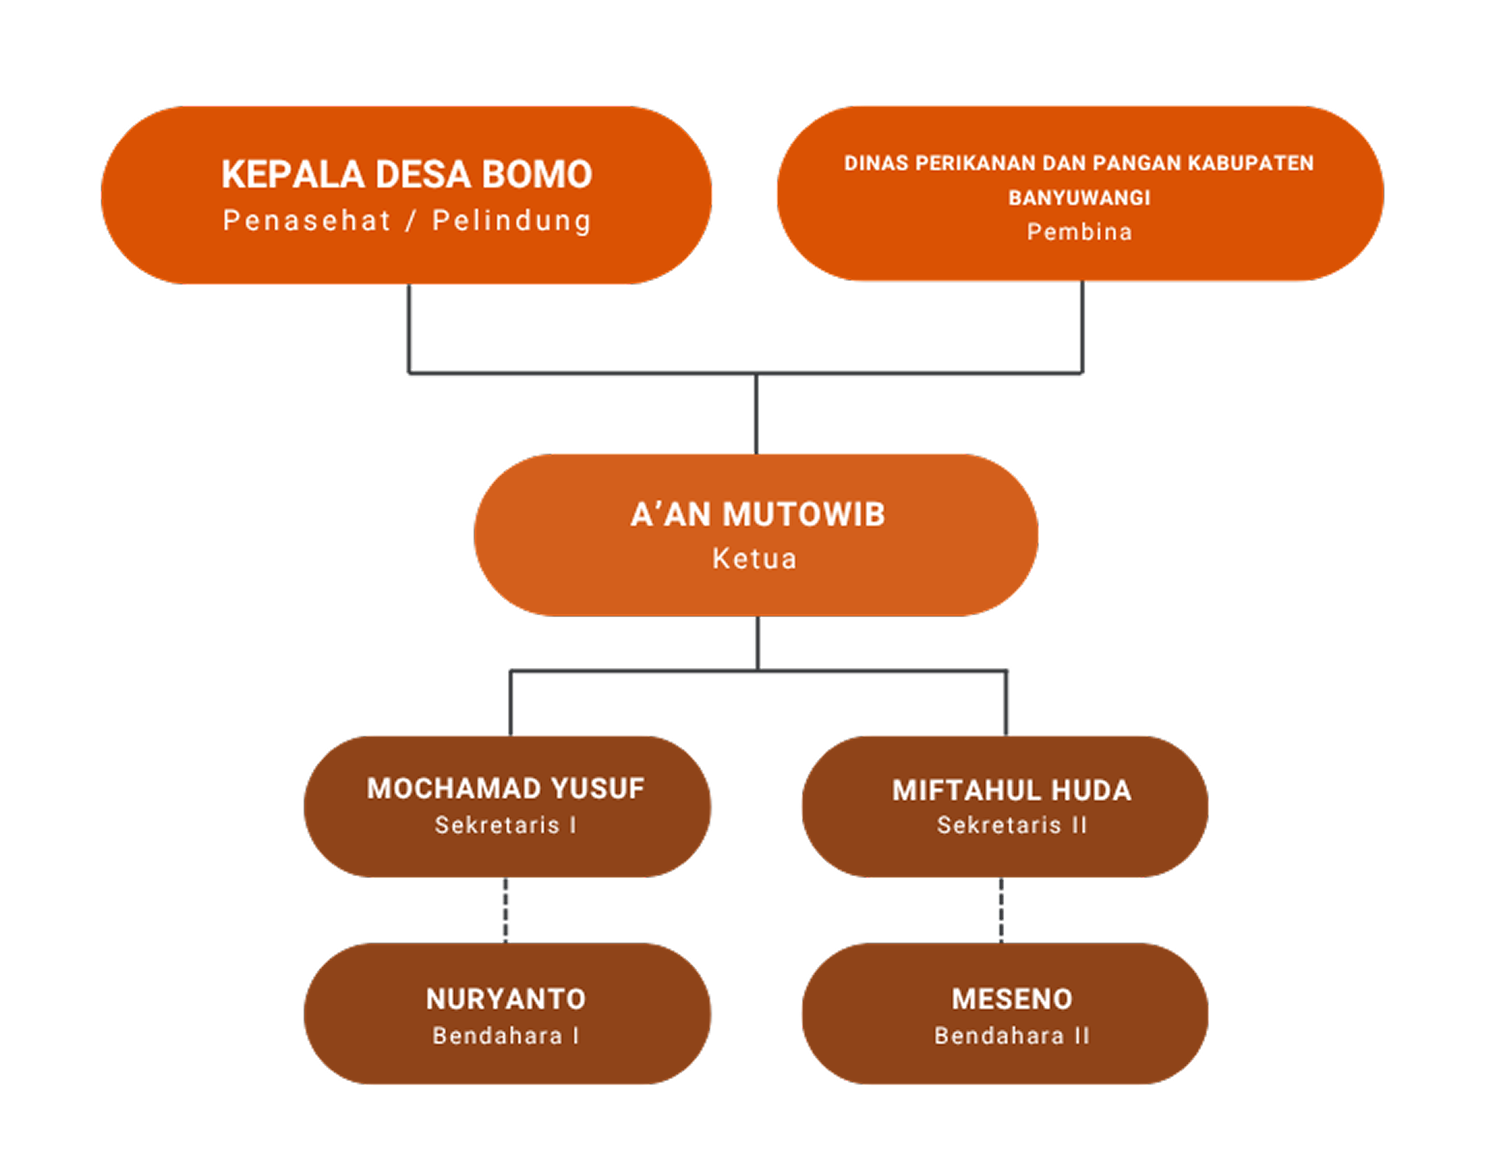 KEPALA DESA BOMO
Penasehat / Pelindung
DINAS PERIKANAN DAN PANGAN KABUPATEN
BANYUWANGI
Pembina
A’AN MUTOWIB
Ketua
MOCHAMAD YUSUF
Sekretaris I
MIFTAHUL HUDA
Sekretaris II
NURYANTO
Bendahara I
MESENO
Bendahara II